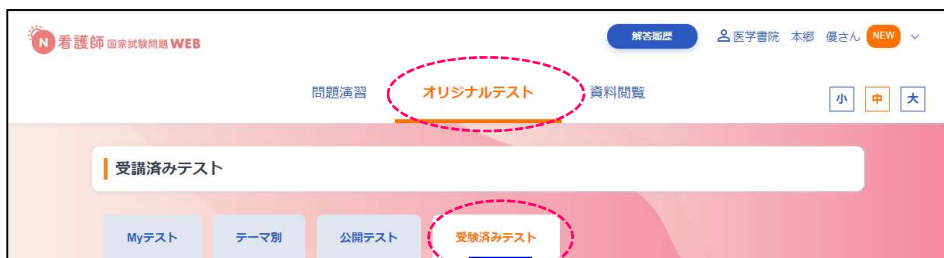 N 看護師 国家試験問題 WEB 解答履歴 医学書院 本郷 優さん NEW
問題演習 オリジナルテスト 資料閲覧 小 中 大
受講済みテスト
Myテスト テーマ別 公開テスト 受験済みテスト